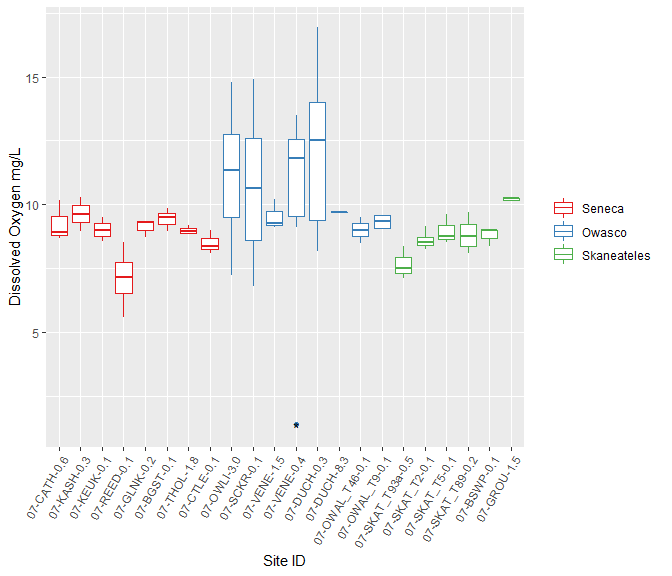 Dissolved Oxygen mg/L
15
10
5
*
07-CATH-0.6
07-KASH-0.3
07-KEUK-0.1
07-REED-0.1
07-GLNK-0.2
07-BGST-0.1
07-THOL-1.8
07-CTLE-0.1
07-OWLI-3.0
07-SCKR-0.1
07-VENE-1.5
07-VENE-0.4
07-DUCH-0.3
07-DUCH-8.3
07-OWAL_T46-0.1
07-OWAL_T9-0.1
07-SKAT_T93a-0.5
07-SKAT_T2-0.1
07-SKAT_T5-0.1
07-SKAT_T89-0.2
07-BSWP-0.1
07-GROU-1.5
Site ID
Seneca
Owasco
Skaneateles